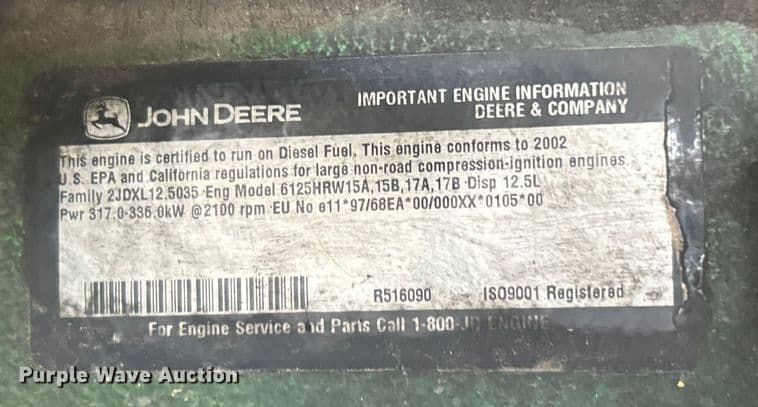 JOHN DEERE
IMPORTANT ENGINE INFORMATION
DEERE & COMPANY
This engine is certified to run on Diesel Fuel. This engine conforms to 2002
U.S. EPA and California regulations for large non-road compression-ignition engines.
Family 2JDXL12.5035 Eng Model 6125HRW15A,15B,17A,17B Disp 12.5L
Pwr 317.0-336.0kW @2100 rpm EU No e11*97/68EA*00/000XX*0105*00
R516090 ISO9001 Registered
For Engine Service and Parts Call 1-800-JD ENGINE
Purple Wave Auction